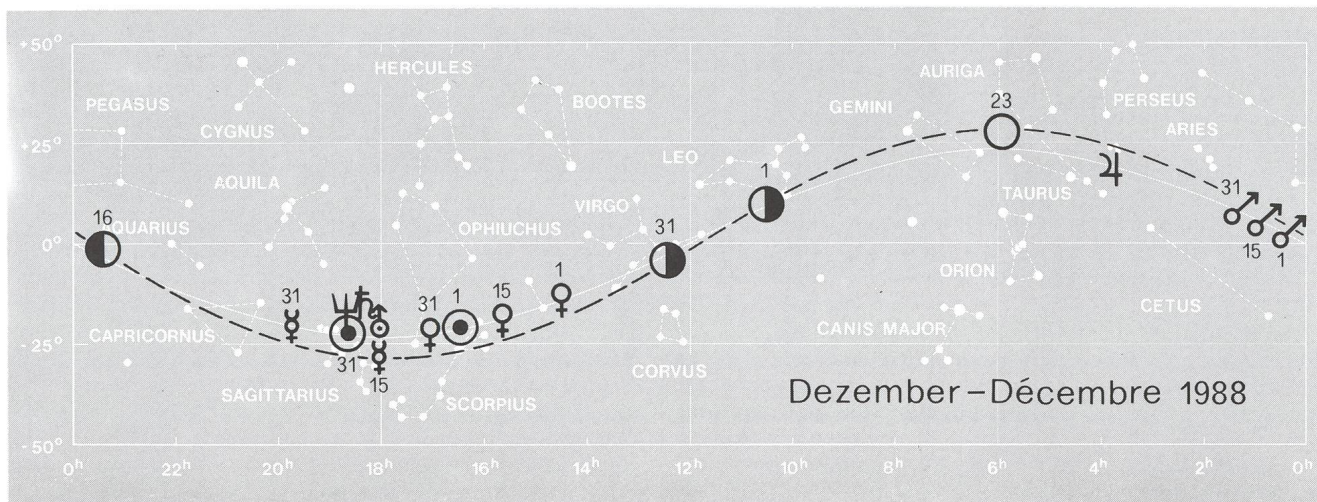 +50°
HERCULES
AURIGA
PEGASUS
CYGNUS
BOOTES
GEMINI
23
PERSEUS
+25°
ARIES
LEO
1
AQUILA
31
TAURUS
16
VIRGO
31
15
1
AQUARIUS
OPHIUCHUS
0°
ORION
31
31
1
15
1
CETUS
CAPRICORNUS
CANIS MAJOR
-25°
31
15
CORVUS
SAGITTARIUS
SCORPIUS
Dezember – Décembre 1988
-50°
0h 22h 20h 18h 16h 14h 12h 10h 8h 6h 4h 2h 0h